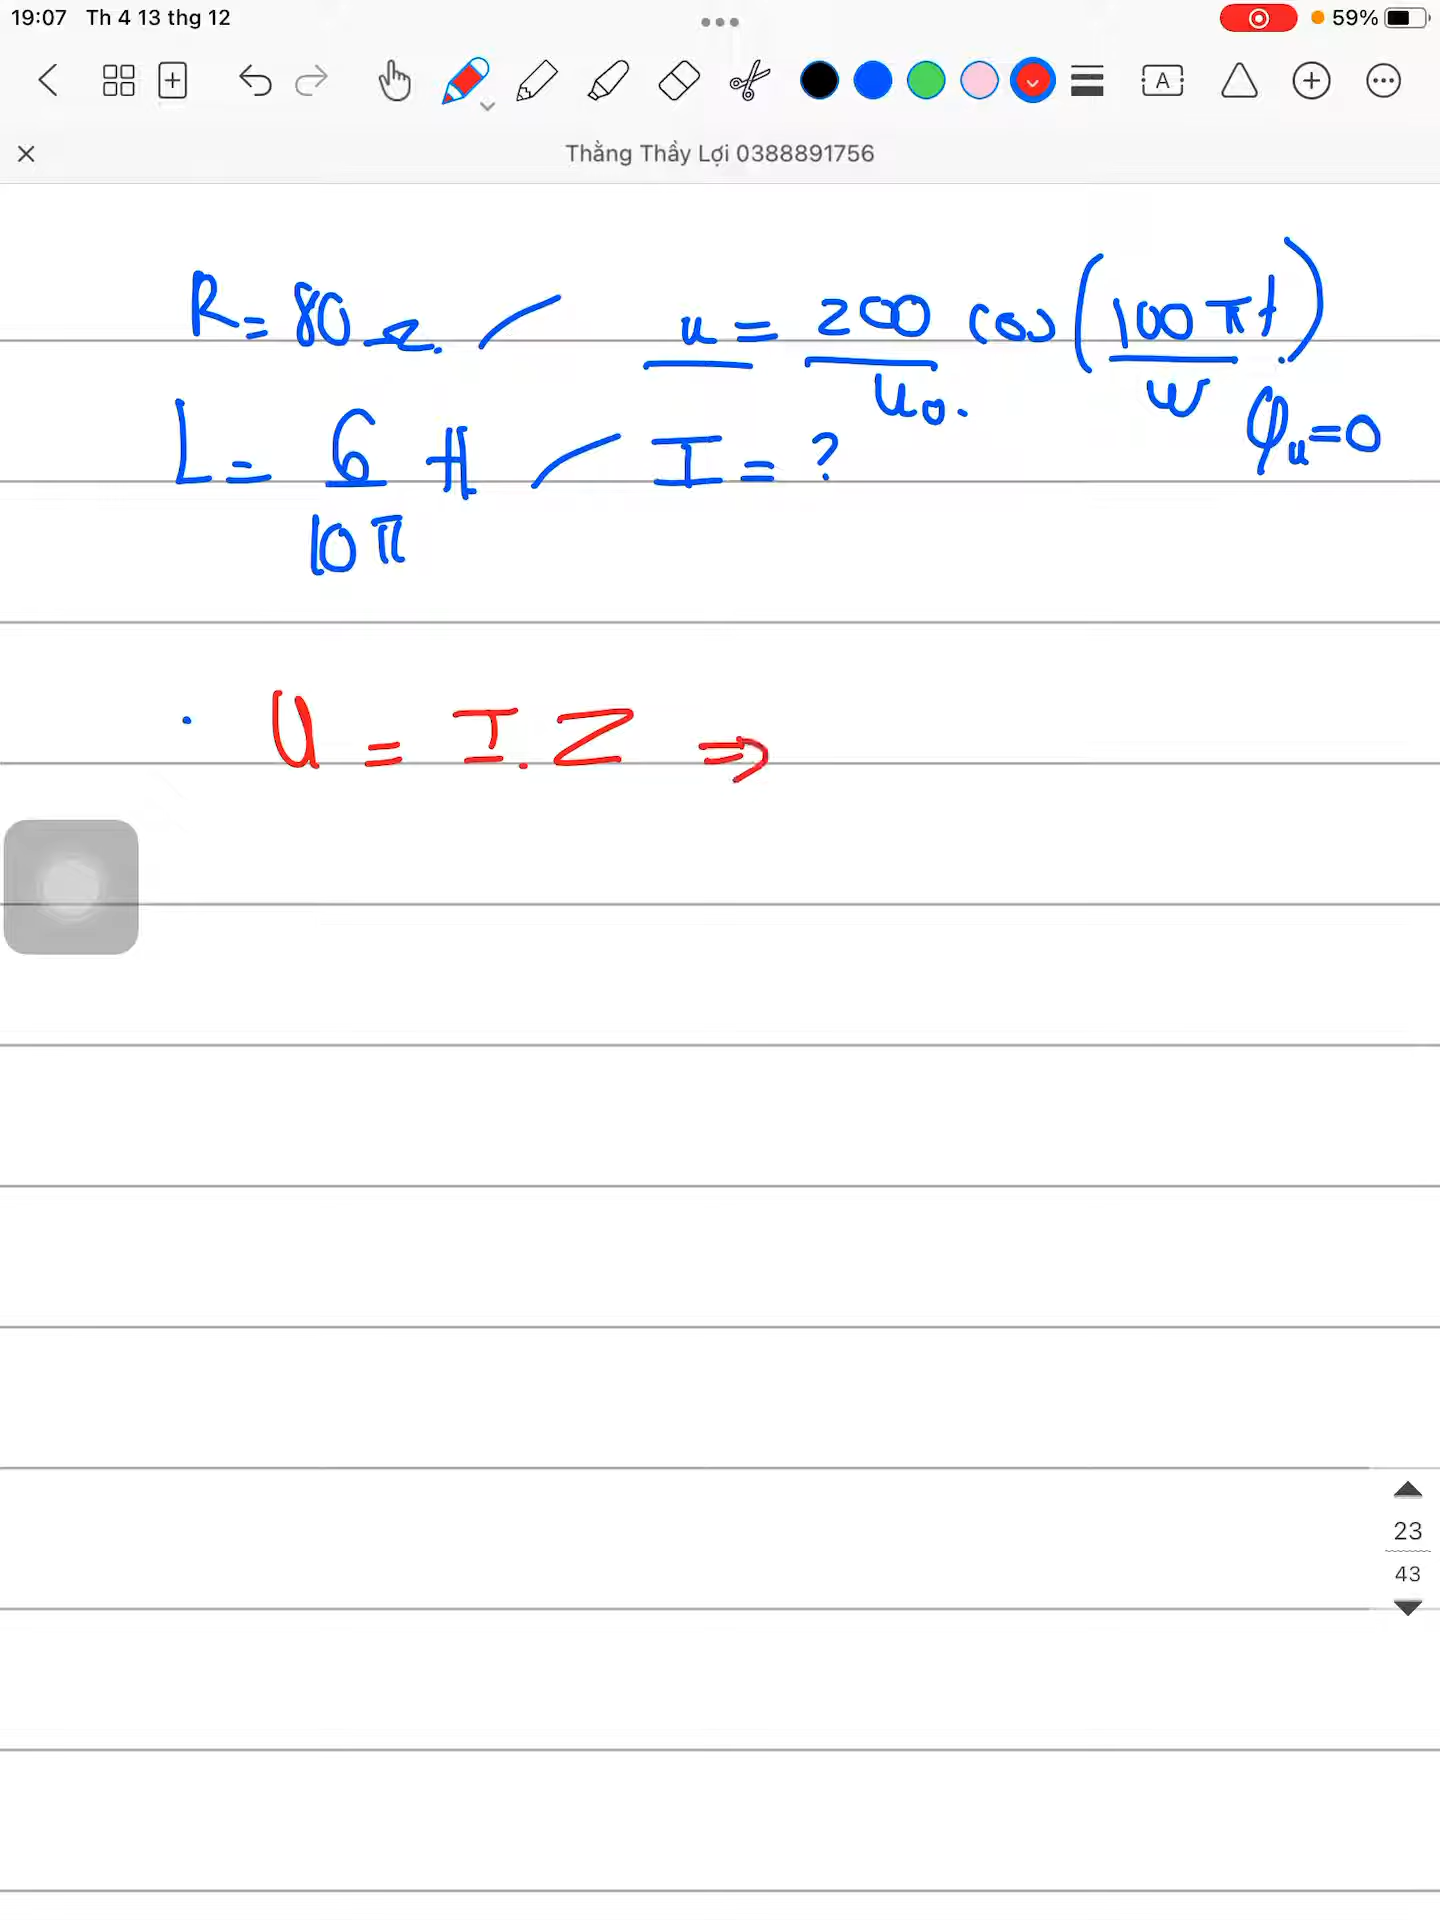 19:07 Th 4 13 thg 12 59%
A
Thằng Thầy Lợi 0388891756
R = 80 Ω. u = 200 cos(100πt)
U₀. ω φᵤ=0
L = 6/10π H I = ?
U = I.Z ⇒
23
43